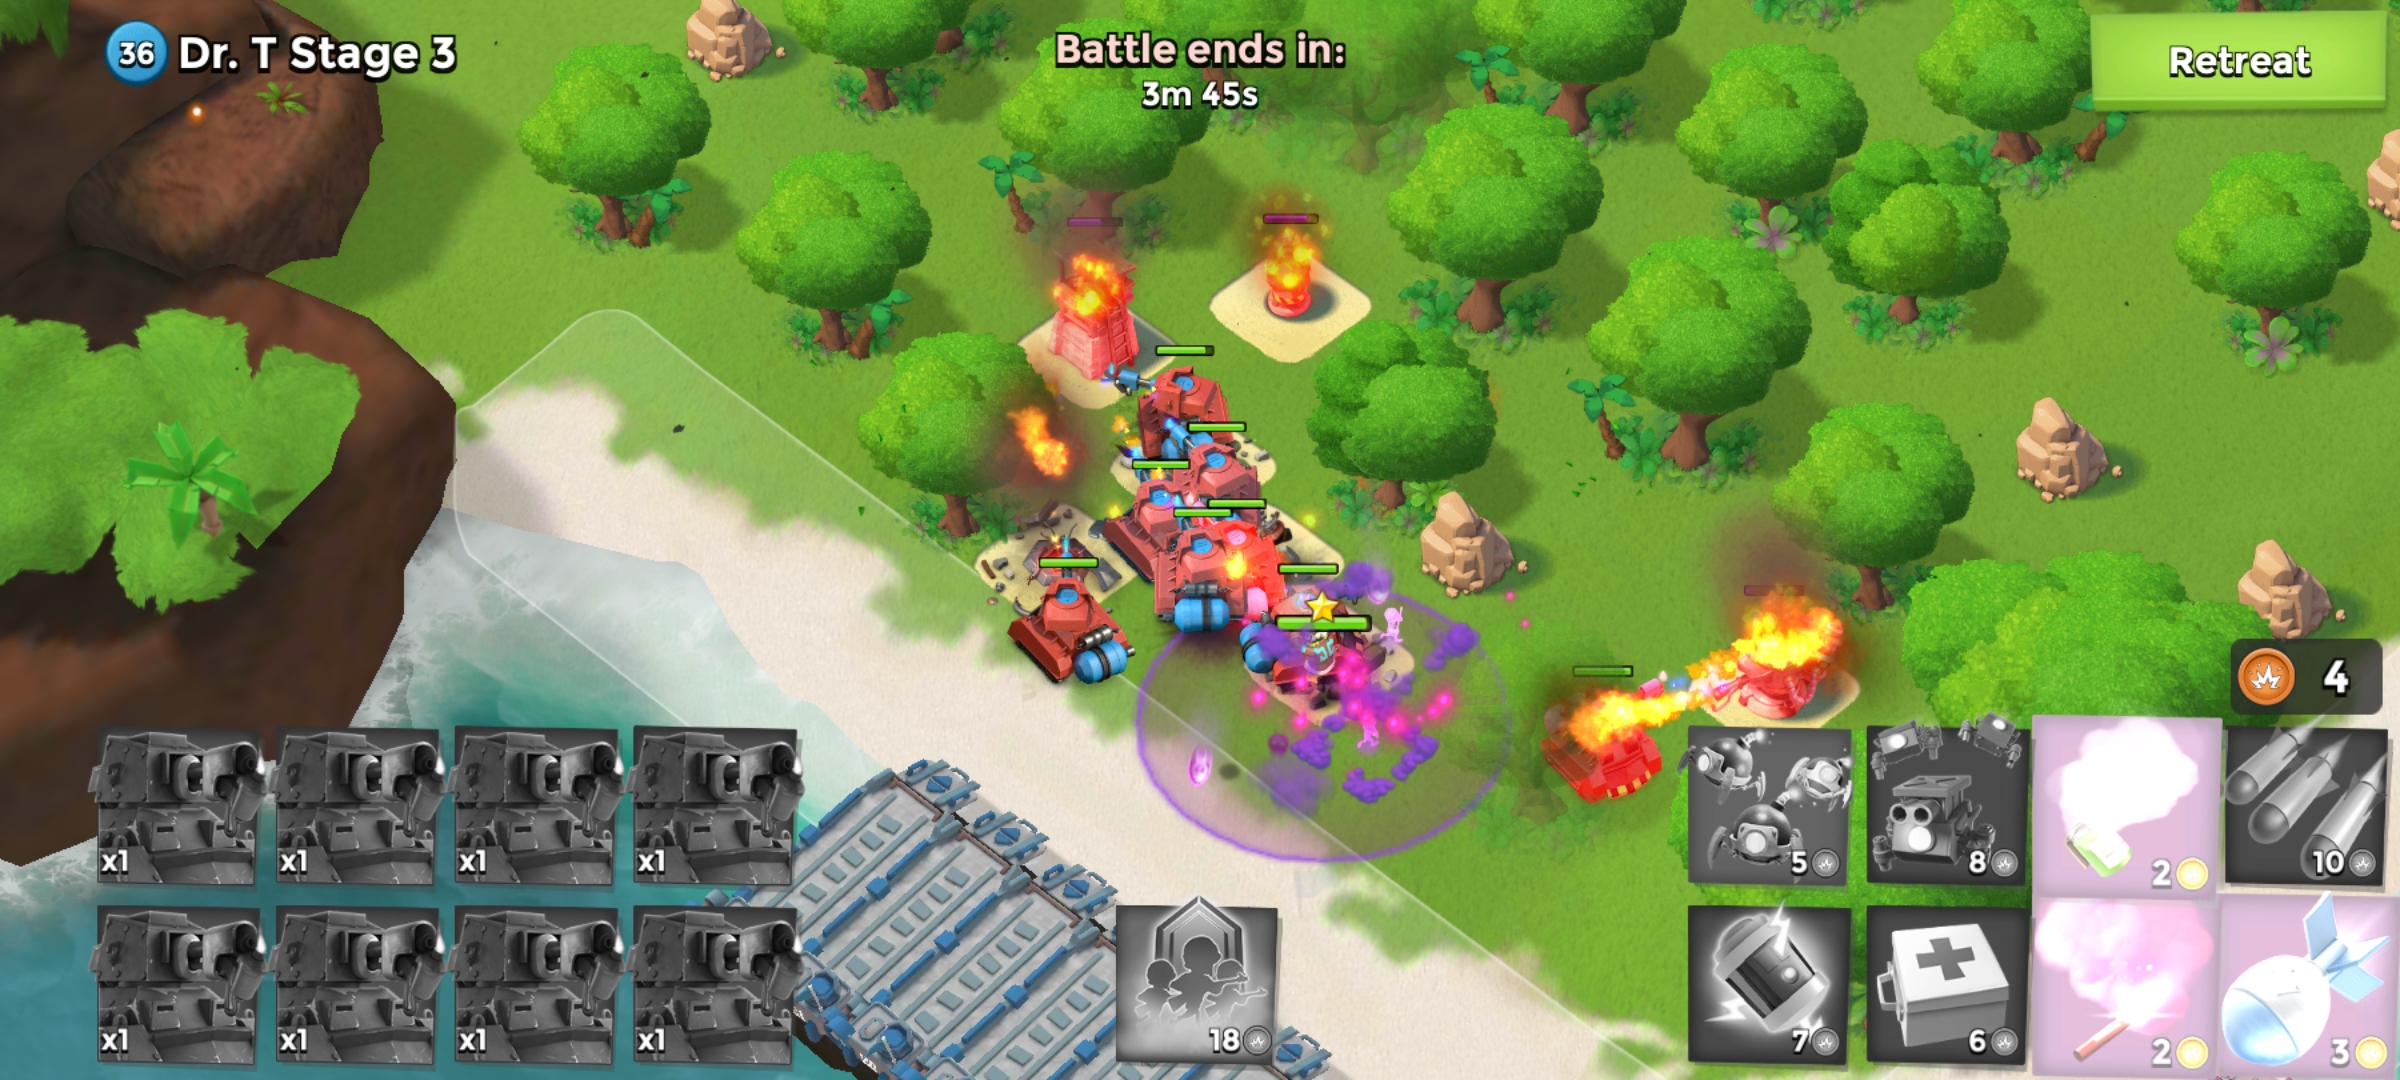 36 Dr. T Stage 3
Battle ends in:
3m 45s
Retreat
4
x1 x1 x1 x1
5 8 2 10
x1 x1 x1 x1
18
7 6 2 3